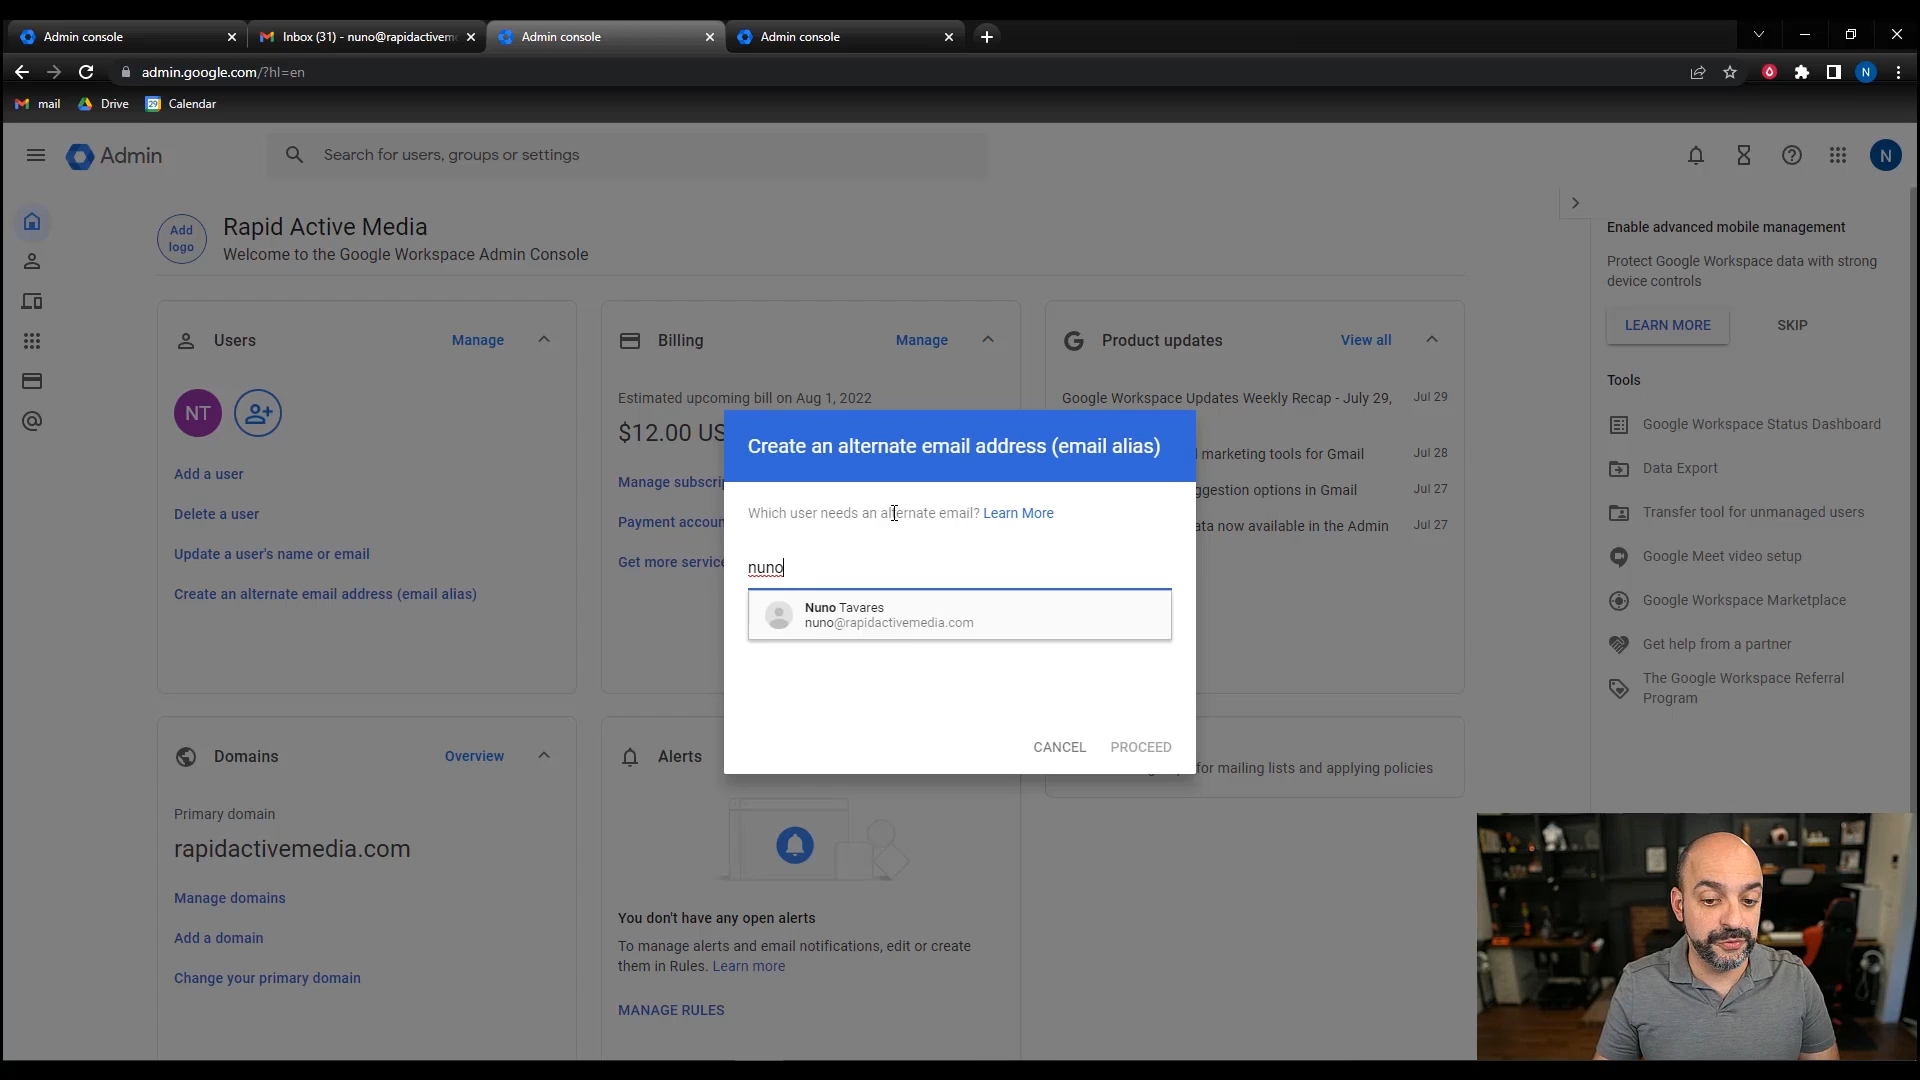 Admin console
Inbox (31) - nuno@rapidactiveme
Admin console
Admin console
admin.google.com/?hl=en
N
mail
Drive
29
Calendar
Admin
Search for users, groups or settings
N
Add logo
Rapid Active Media
Welcome to the Google Workspace Admin Console
Users
Manage
NT
Add a user
Delete a user
Update a user's name or email
Create an alternate email address (email alias)
Billing
Manage
Estimated upcoming bill on Aug 1, 2022
$12.00 US
Manage subscri
Payment accoun
Get more service
Product updates
View all
Google Workspace Updates Weekly Recap - July 29,
Jul 29
marketing tools for Gmail
Jul 28
ggestion options in Gmail
Jul 27
ata now available in the Admin
Jul 27
Create an alternate email address (email alias)
Which user needs an alternate email? Learn More
nuno
Nuno Tavares
nuno@rapidactivemedia.com
CANCEL
PROCEED
Domains
Overview
Primary domain
rapidactivemedia.com
Manage domains
Add a domain
Change your primary domain
Alerts
You don't have any open alerts
To manage alerts and email notifications, edit or create
them in Rules. Learn more
MANAGE RULES
for mailing lists and applying policies
Enable advanced mobile management
Protect Google Workspace data with strong
device controls
LEARN MORE
SKIP
Tools
Google Workspace Status Dashboard
Data Export
Transfer tool for unmanaged users
Google Meet video setup
Google Workspace Marketplace
Get help from a partner
The Google Workspace Referral
Program